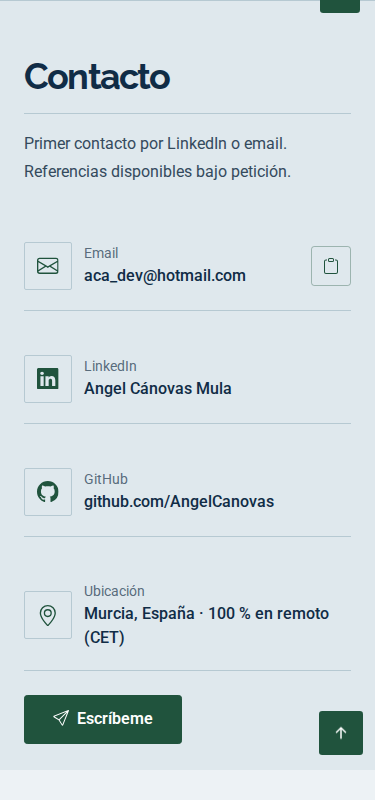 Contacto
Primer contacto por LinkedIn o email.
Referencias disponibles bajo petición.
Email
aca_dev@hotmail.com
LinkedIn
Angel Cánovas Mula
GitHub
github.com/AngelCanovas
Ubicación
Murcia, España · 100 % en remoto
(CET)
Escríbeme